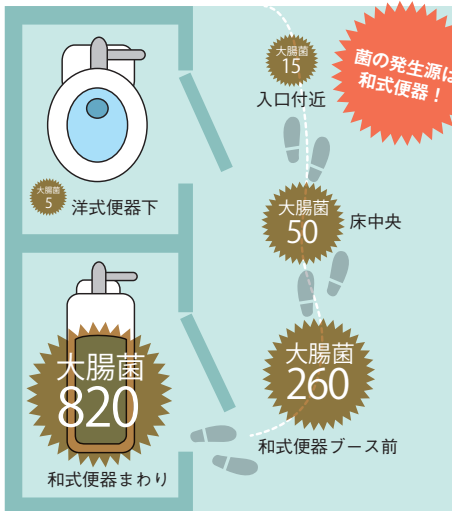 大腸菌
15
入口付近
菌の発生源は
和式便器！
大腸菌
5
洋式便器下
大腸菌
50
床中央
大腸菌
820
和式便器まわり
大腸菌
260
和式便器ブース前